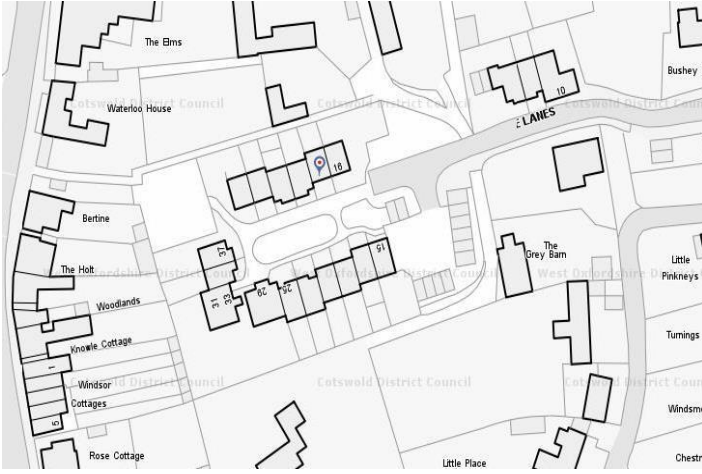 The Elms
Bushey
Cotswold District Council
Cotswold District Council
Cotswold District Council
Waterloo House
10
E LANES
16
Bertine
15
The
Grey Barn
37
The Holt
West Oxfordshire District Council
West Oxfordshire District Council
West Oxfordshire Di
Little
Pinkneys
29
25
31
33
Woodlands
Knowle Cottage
Turnings
1
Windsor
Cottages
Cotswold District Council
Cotswold District Council
Cotswold Di
Windsm
5
Rose Cottage
Little Place
Chestn